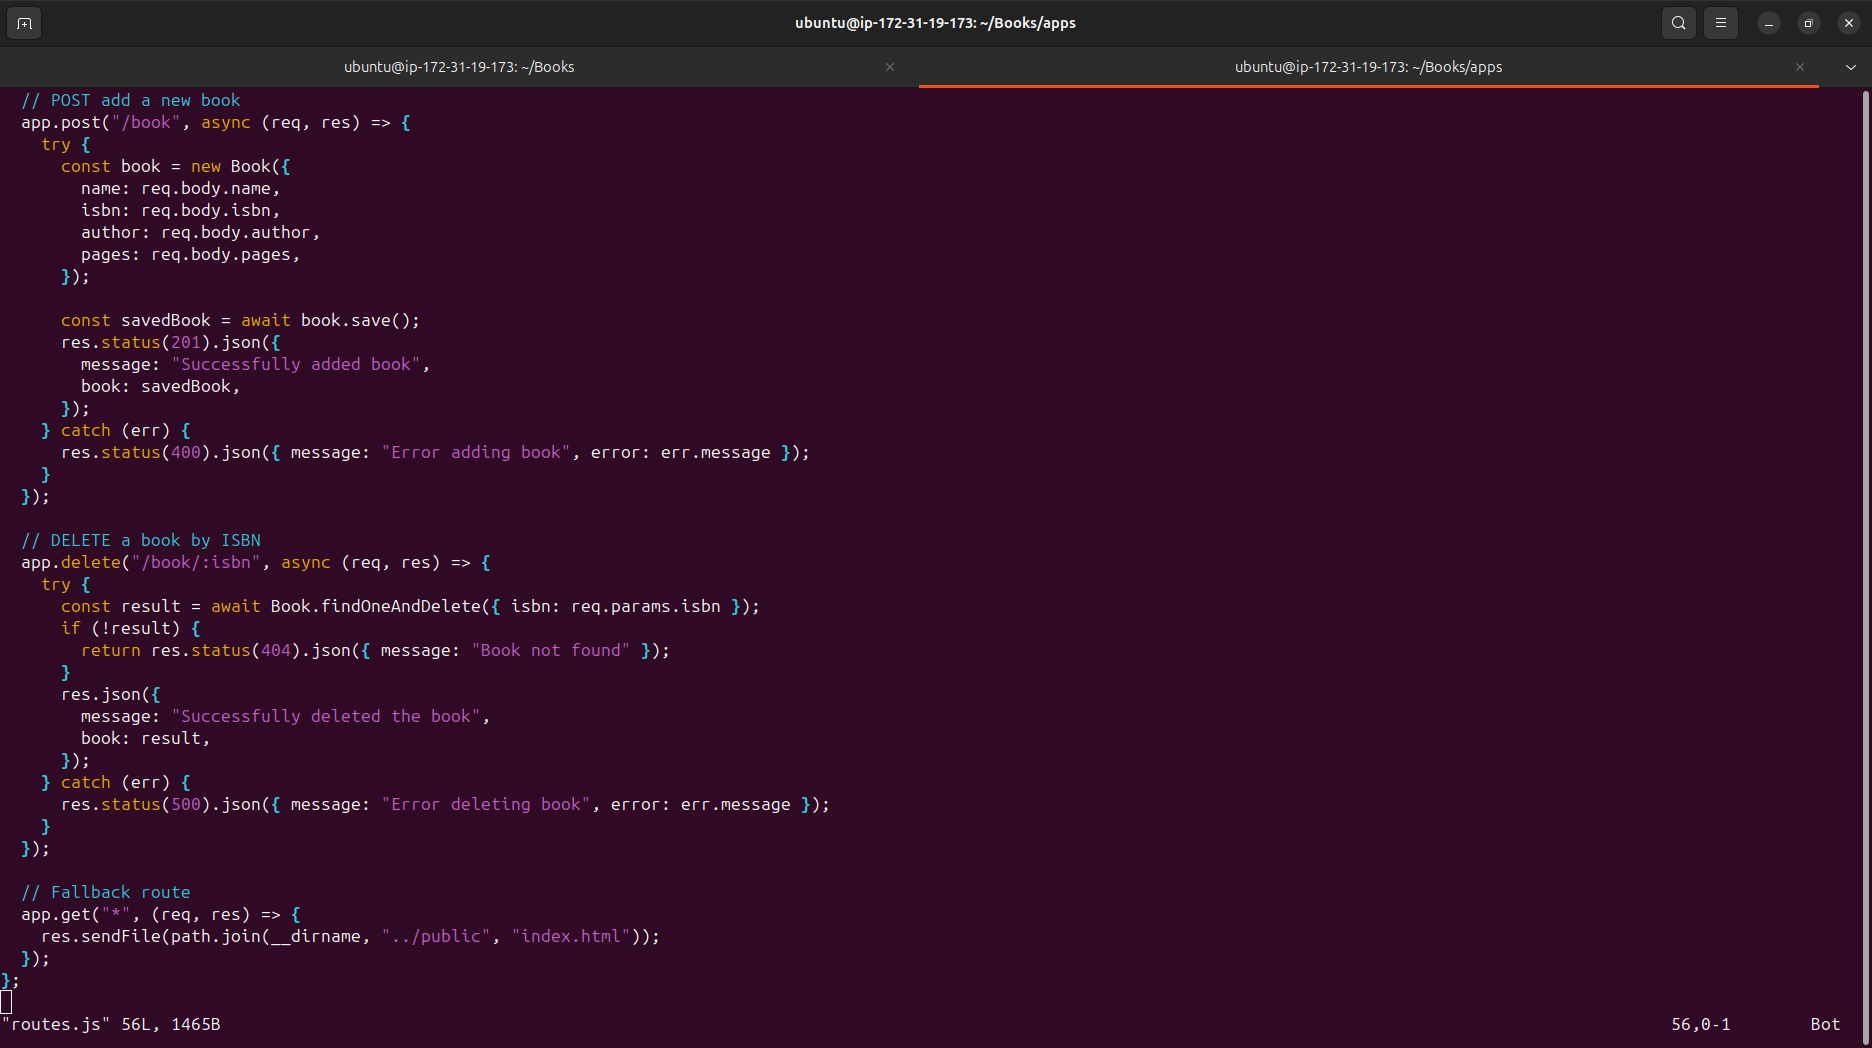 ubuntu@ip-172-31-19-173: ~/Books/apps
ubuntu@ip-172-31-19-173: ~/Books
ubuntu@ip-172-31-19-173: ~/Books/apps
  // POST add a new book
  app.post("/book", async (req, res) => {
    try {
      const book = new Book({
        name: req.body.name,
        isbn: req.body.isbn,
        author: req.body.author,
        pages: req.body.pages,
      });

      const savedBook = await book.save();
      res.status(201).json({
        message: "Successfully added book",
        book: savedBook,
      });
    } catch (err) {
      res.status(400).json({ message: "Error adding book", error: err.message });
    }
  });

  // DELETE a book by ISBN
  app.delete("/book/:isbn", async (req, res) => {
    try {
      const result = await Book.findOneAndDelete({ isbn: req.params.isbn });
      if (!result) {
        return res.status(404).json({ message: "Book not found" });
      }
      res.json({
        message: "Successfully deleted the book",
        book: result,
      });
    } catch (err) {
      res.status(500).json({ message: "Error deleting book", error: err.message });
    }
  });

  // Fallback route
  app.get("*", (req, res) => {
    res.sendFile(path.join(__dirname, "../public", "index.html"));
  });
};
"routes.js" 56L, 1465B
56,0-1
Bot